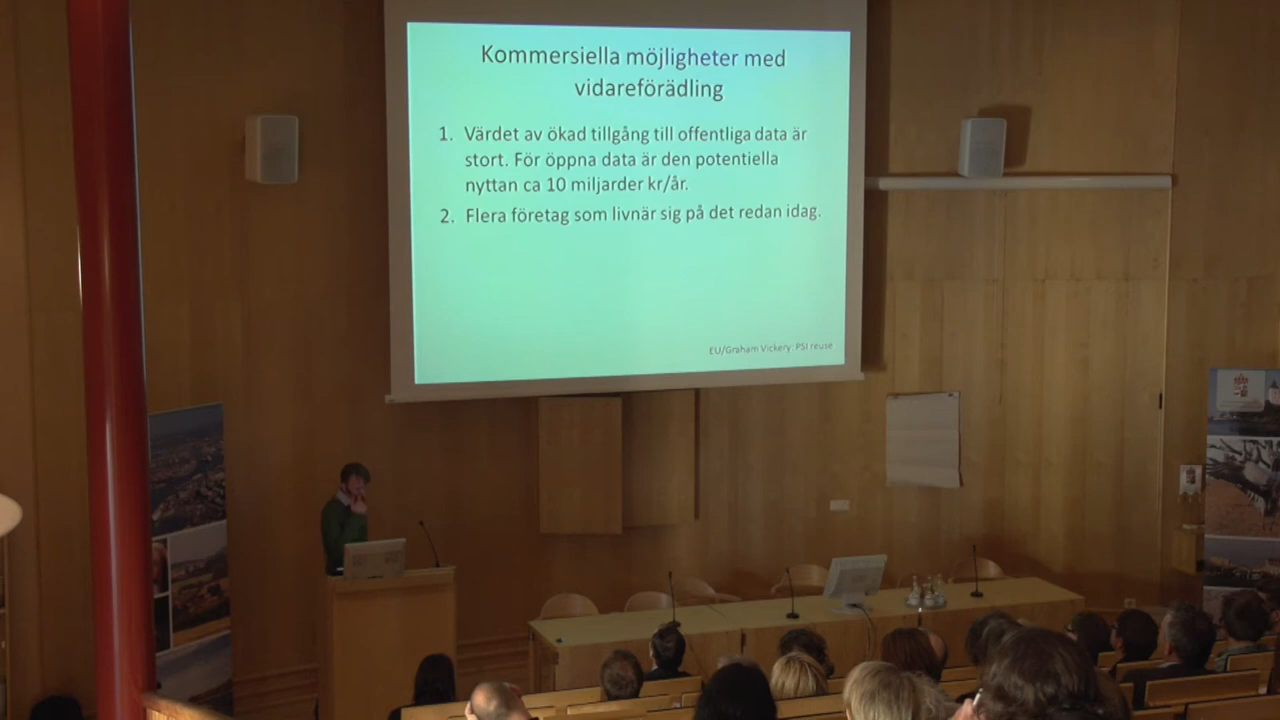 Kommersiella möjligheter med
vidareförädling
1. Värdet av ökad tillgång till offentliga data är
stort. För öppna data är den potentiella
nyttan ca 10 miljarder kr/år.
2. Flera företag som livnär sig på det redan idag.
EU/Graham Vickery: PSI reuse